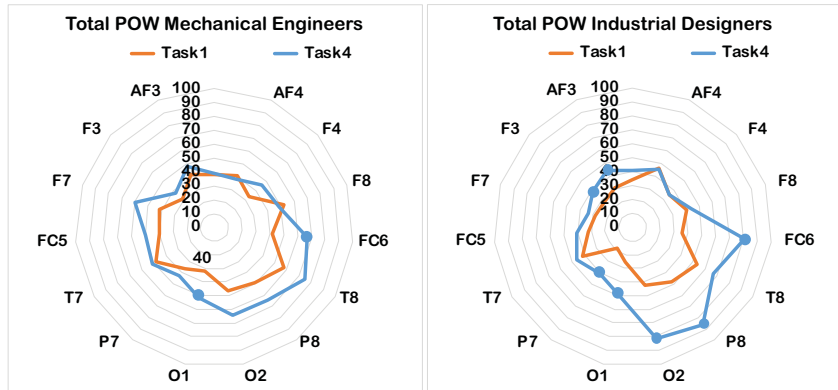 Total POW Mechanical Engineers
Task1 Task4
100
90
80
70
60
50
40
30
20
10
0
40
AF3
AF4
F4
F8
FC6
T8
P8
O2
O1
P7
T7
FC5
F7
F3
Total POW Industrial Designers
Task1 Task4
100
90
80
70
60
50
40
30
20
10
0
AF3
AF4
F4
F8
FC6
T8
P8
O2
O1
P7
T7
FC5
F7
F3